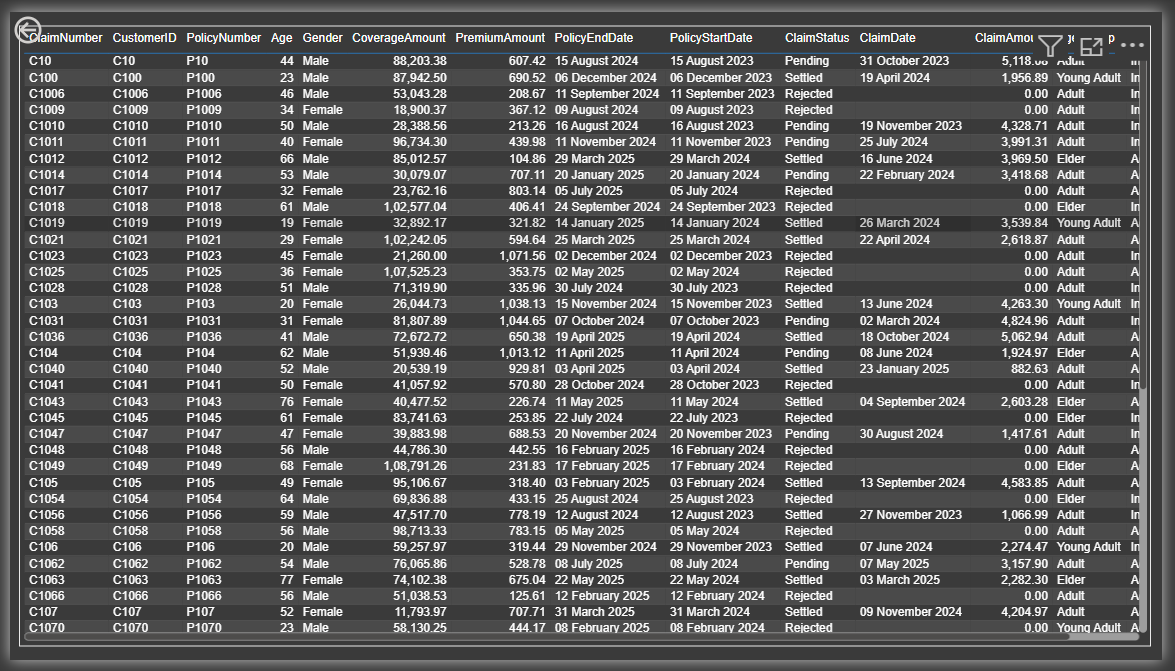 ClaimNumber CustomerID PolicyNumber Age Gender CoverageAmount PremiumAmount PolicyEndDate PolicyStartDate ClaimStatus ClaimDate
C10 C10 P10 44 Male 88,203.38 607.42 15 August 2024 15 August 2023 Pending 31 October 2023 5,118.08 Adult In
C100 C100 P100 23 Male 87,942.50 690.52 06 December 2024 06 December 2023 Settled 19 April 2024 1,956.89 Young Adult In
C1006 C1006 P1006 46 Male 53,043.28 208.67 11 September 2024 11 September 2023 Rejected 0.00 Adult In
C1009 C1009 P1009 34 Female 18,900.37 367.12 09 August 2024 09 August 2023 Rejected 0.00 Adult In
C1010 C1010 P1010 50 Male 28,388.56 213.26 16 August 2024 16 August 2023 Pending 19 November 2023 4,328.71 Adult In
C1011 C1011 P1011 40 Female 96,734.30 439.98 11 November 2024 11 November 2023 Pending 25 July 2024 3,991.31 Adult In
C1012 C1012 P1012 66 Male 85,012.57 104.86 29 March 2025 29 March 2024 Settled 16 June 2024 3,969.50 Elder A
C1014 C1014 P1014 53 Male 30,079.07 707.11 20 January 2025 20 January 2024 Pending 22 February 2024 3,418.68 Adult A
C1017 C1017 P1017 32 Female 23,762.16 803.14 05 July 2025 05 July 2024 Rejected 0.00 Adult A
C1018 C1018 P1018 61 Male 1,02,577.04 406.41 24 September 2024 24 September 2023 Rejected 0.00 Elder In
C1019 C1019 P1019 19 Female 32,892.17 321.82 14 January 2025 14 January 2024 Settled 26 March 2024 3,539.84 Young Adult A
C1021 C1021 P1021 29 Female 1,02,242.05 594.64 25 March 2025 25 March 2024 Settled 22 April 2024 2,618.87 Adult A
C1023 C1023 P1023 45 Female 21,260.00 1,071.56 02 December 2024 02 December 2023 Rejected 0.00 Adult In
C1025 C1025 P1025 36 Female 1,07,525.23 353.75 02 May 2025 02 May 2024 Rejected 0.00 Adult In
C1028 C1028 P1028 51 Male 71,319.90 335.96 30 July 2024 30 July 2023 Rejected 0.00 Adult In
C103 C103 P103 20 Female 26,044.73 1,038.13 15 November 2024 15 November 2023 Settled 13 June 2024 4,263.30 Young Adult In
C1031 C1031 P1031 31 Female 81,807.89 1,044.65 07 October 2024 07 October 2023 Pending 02 March 2024 4,824.96 Adult In
C1036 C1036 P1036 41 Male 72,672.72 650.38 19 April 2025 19 April 2024 Settled 18 October 2024 5,062.94 Adult In
C104 C104 P104 62 Male 51,939.46 1,013.12 11 April 2025 11 April 2024 Pending 08 June 2024 1,924.97 Elder In
C1040 C1040 P1040 52 Male 20,539.19 929.81 03 April 2025 03 April 2024 Settled 23 January 2025 882.63 Adult A
C1041 C1041 P1041 50 Female 41,057.92 570.80 28 October 2024 28 October 2023 Rejected 0.00 Adult In
C1043 C1043 P1043 76 Female 40,477.52 226.74 11 May 2025 11 May 2024 Settled 04 September 2024 2,603.28 Elder A
C1045 C1045 P1045 61 Female 83,741.63 253.85 22 July 2024 22 July 2023 Rejected 0.00 Elder In
C1047 C1047 P1047 47 Female 39,883.98 688.53 20 November 2024 20 November 2023 Pending 30 August 2024 1,417.61 Adult In
C1048 C1048 P1048 56 Male 44,786.30 442.55 16 February 2025 16 February 2024 Rejected 0.00 Adult A
C1049 C1049 P1049 68 Female 1,08,791.26 231.83 17 February 2025 17 February 2024 Rejected 0.00 Elder A
C105 C105 P105 49 Female 95,106.67 318.40 03 February 2025 03 February 2024 Settled 13 September 2024 4,583.85 Adult A
C1054 C1054 P1054 64 Male 69,836.88 433.15 25 August 2024 25 August 2023 Rejected 0.00 Elder In
C1056 C1056 P1056 59 Male 47,517.70 778.19 12 August 2024 12 August 2023 Settled 27 November 2023 1,066.99 Adult In
C1058 C1058 P1058 56 Male 98,713.33 783.15 05 May 2025 05 May 2024 Rejected 0.00 Adult A
C106 C106 P106 20 Male 59,257.97 319.44 29 November 2024 29 November 2023 Settled 07 June 2024 2,274.47 Young Adult In
C1062 C1062 P1062 54 Male 76,065.86 528.78 08 July 2025 08 July 2024 Pending 07 May 2025 3,157.90 Adult A
C1063 C1063 P1063 77 Female 74,102.38 675.04 22 May 2025 22 May 2024 Settled 03 March 2025 2,282.30 Elder A
C1066 C1066 P1066 56 Male 51,038.53 125.61 12 February 2025 12 February 2024 Rejected 0.00 Adult A
C107 C107 P107 52 Female 11,793.97 707.71 31 March 2025 31 March 2024 Settled 09 November 2024 4,204.97 Adult A
C1070 C1070 P1070 23 Male 58,130.25 444.17 08 February 2025 08 February 2024 Rejected 0.00 Young Adult A